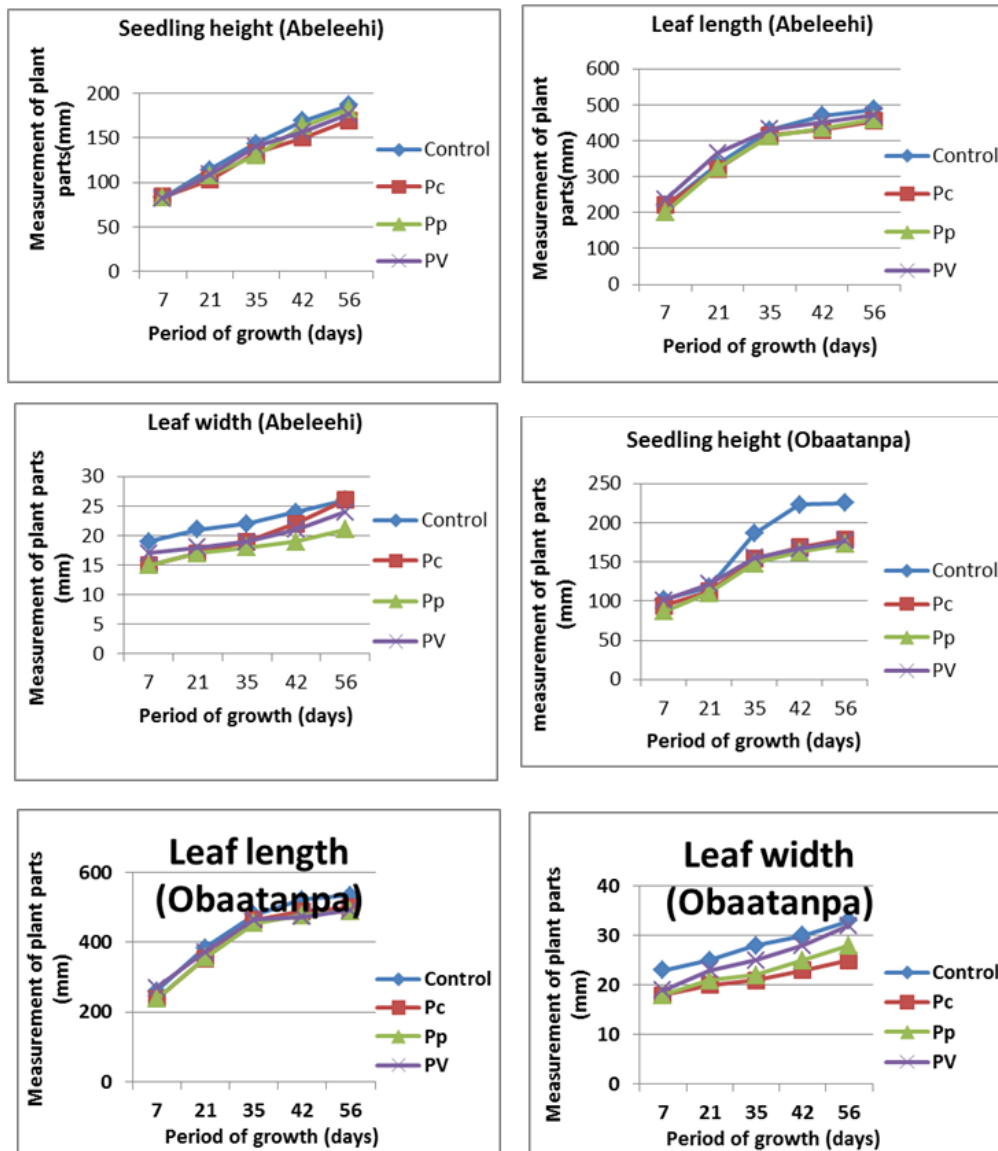 Seedling height (Abeleehi)
Measurement of plant
parts(mm)
200
150
100
50
0
7 21 35 42 56
Period of growth (days)
Control
Pc
Pp
PV
Leaf length (Abeleehi)
Measurement of plant
parts(mm)
600
500
400
300
200
100
0
7 21 35 42 56
Period of growth (days)
Control
Pc
Pp
PV
Leaf width (Abeleehi)
Measurement of plant parts
(mm)
30
25
20
15
10
5
0
7 21 35 42 56
Period of growth (days)
Control
Pc
Pp
PV
Seedling height (Obaatanpa)
measurement of plant parts
(mm)
250
200
150
100
50
0
7 21 35 42 56
Period of growth (days)
Control
Pc
Pp
PV
Leaf length
(Obaatanpa)
Measurement of plant parts
(mm)
600
400
200
0
7 21 35 42 56
Period of growth (days)
Control
Pc
Pp
PV
Leaf width
(Obaatanpa)
Measurement of plant parts
(mm)
40
30
20
10
0
7 21 35 42 56
Period of growth (days)
Control
Pc
Pp
PV